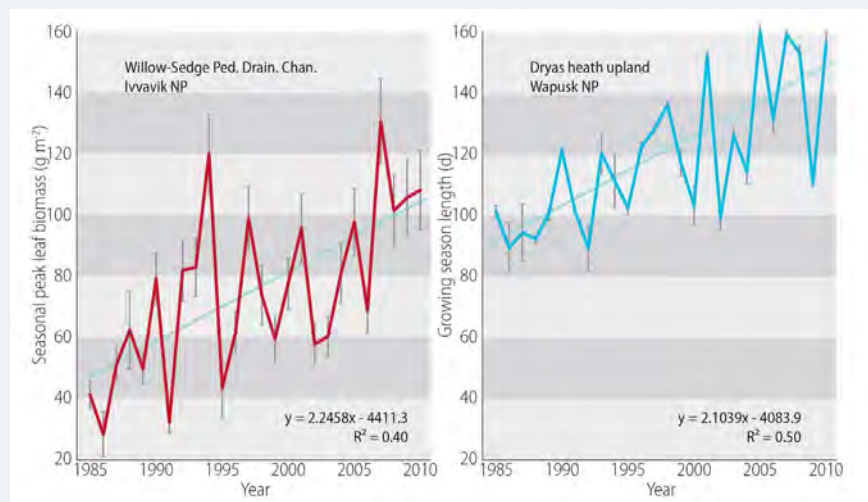 160
140
120
100
80
60
40
20
Seasonal peak leaf biomass (g m⁻²)
Willow-Sedge Ped. Drain. Chan.
Ivvavik NP
y = 2.2458x - 4411.3
R² = 0.40
1985 1990 1995 2000 2005 2010
Year
160
140
120
100
80
60
40
20
Growing season length (d)
Dryas heath upland
Wapusk NP
y = 2.1039x - 4083.9
R² = 0.50
1985 1990 1995 2000 2005 2010
Year